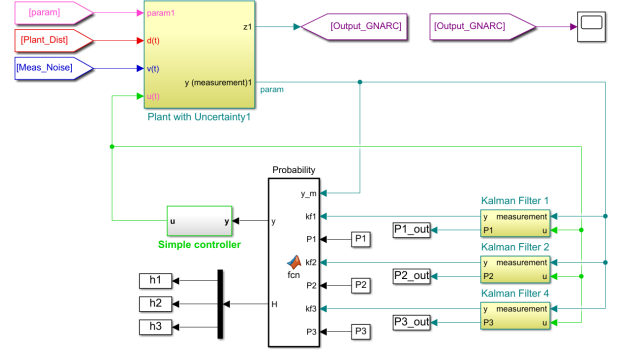 [param]
[Plant_Dist]
[Meas_Noise]
param1
d(t)
v(t)
u(t)
z1
y (measurement)1
Plant with Uncertainty1
[Output_GNARC]
[Output_GNARC]
param
Probability
y_m
kf1
P1
kf2
P2
kf3
P3
y
H
fcn
u
y
Simple controller
h1
h2
h3
P1
P2
P3
P1_out
P2_out
P3_out
Kalman Filter 1
y measurement
P1 u
Kalman Filter 2
y measurement
P2 u
Kalman Filter 4
y measurement
P3 u